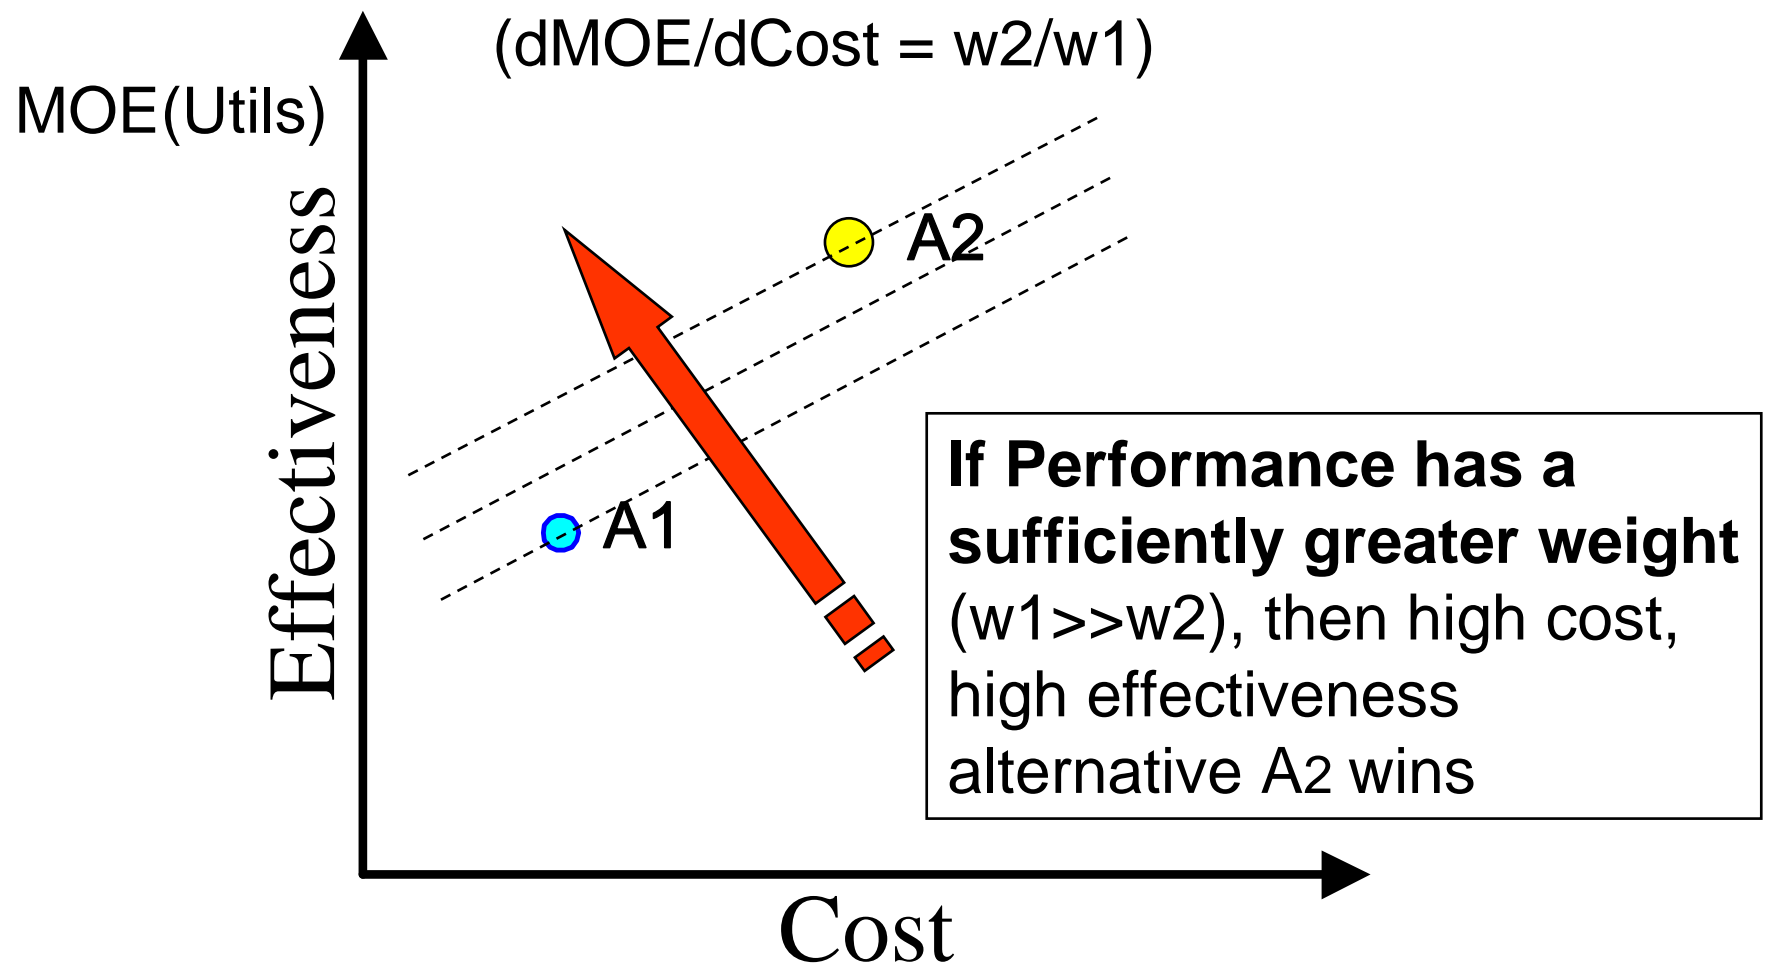 (dMOE/dCost = w2/w1)
MOE(Utils)
Effectiveness
A2
A1
If Performance has a
sufficiently greater weight
(w1>>w2), then high cost,
high effectiveness
alternative A2 wins
Cost